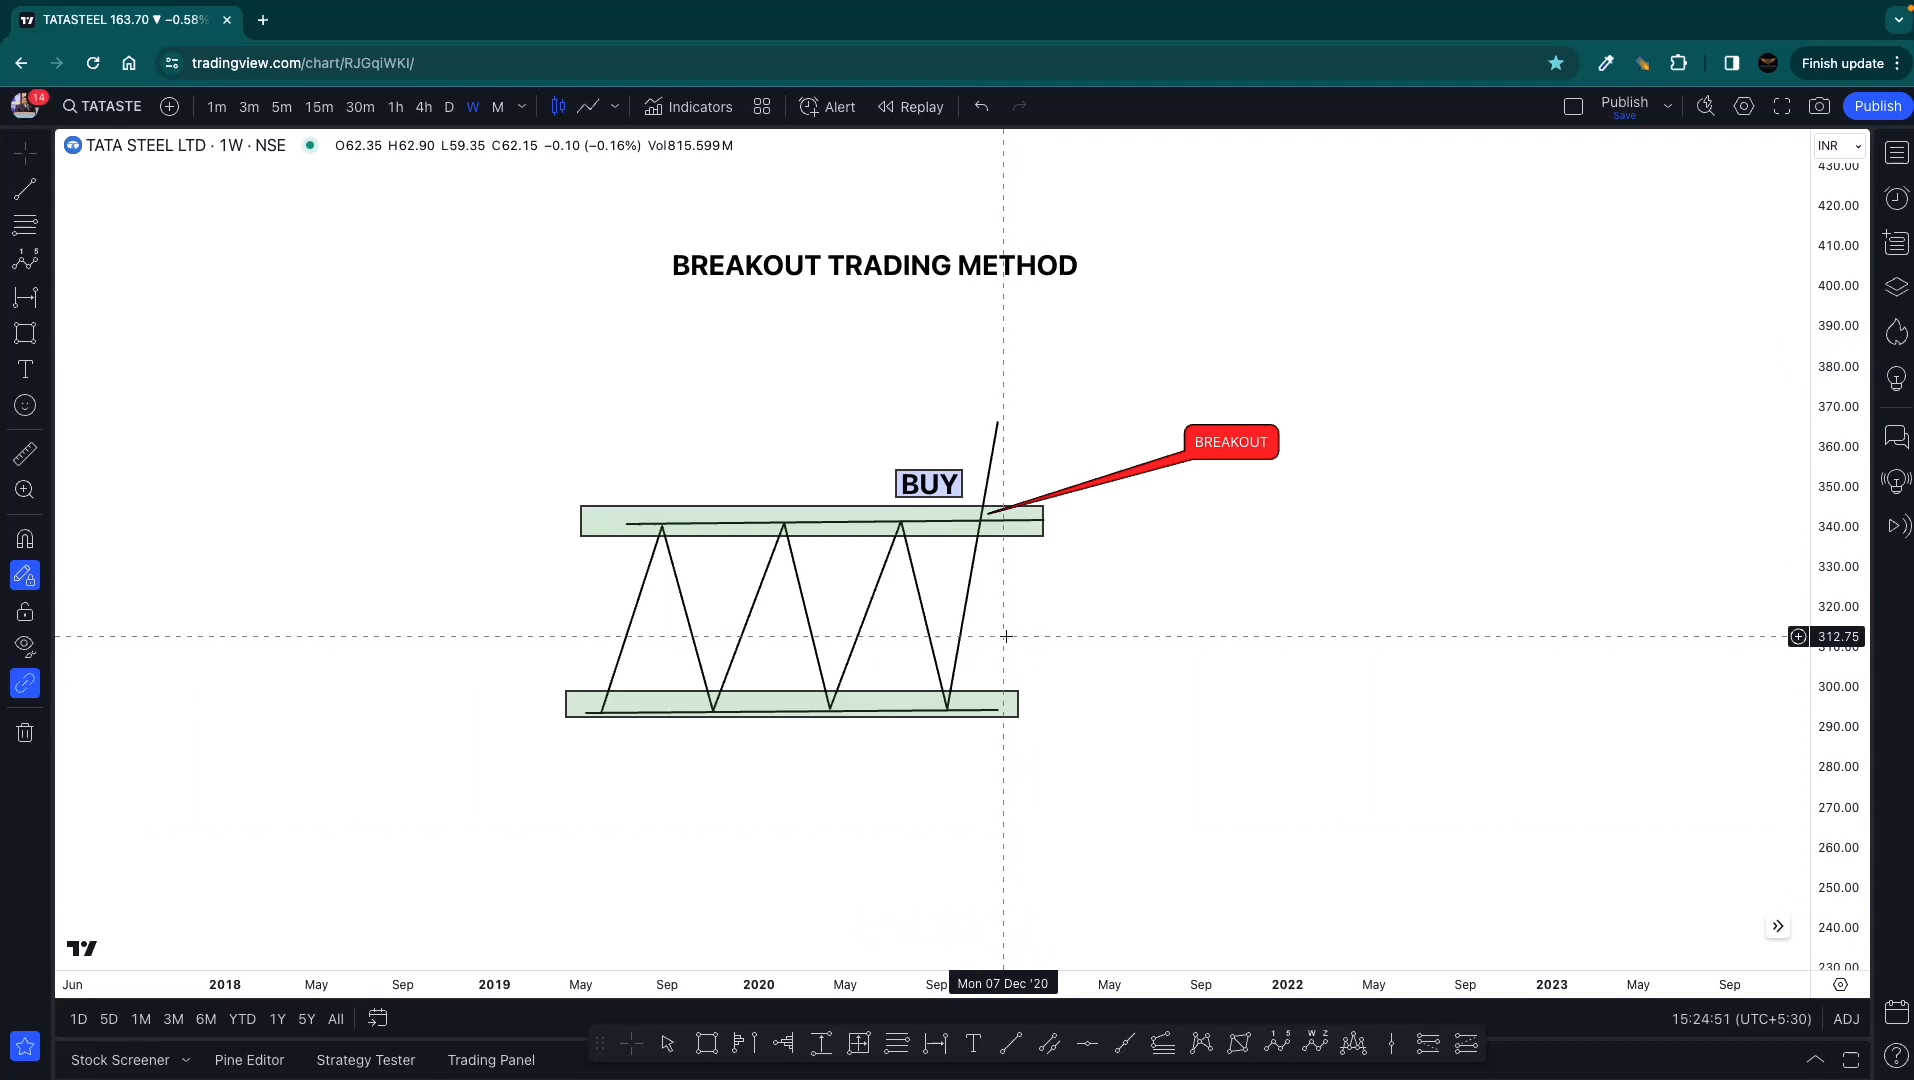 TATASTEEL 163.70 ▼ −0.58%
tradingview.com/chart/RJGqiWKI/
Finish update
14
TATASTE 1m 3m 5m 15m 30m 1h 4h D W M Indicators Alert Replay Publish Save Publish
TATA STEEL LTD · 1W · NSE O62.35 H62.90 L59.35 C62.15 −0.10 (−0.16%) Vol815.599M
INR
430.00
420.00
410.00
400.00
390.00
380.00
370.00
360.00
350.00
340.00
330.00
320.00
312.75
310.00
300.00
290.00
280.00
270.00
260.00
250.00
240.00
230.00
BREAKOUT TRADING METHOD
BREAKOUT
BUY
Jun 2018 May Sep 2019 May Sep 2020 May Sep Mon 07 Dec '20 May Sep 2022 May Sep 2023 May Sep
1D 5D 1M 3M 6M YTD 1Y 5Y All 15:24:51 (UTC+5:30) ADJ
Stock Screener Pine Editor Strategy Tester Trading Panel